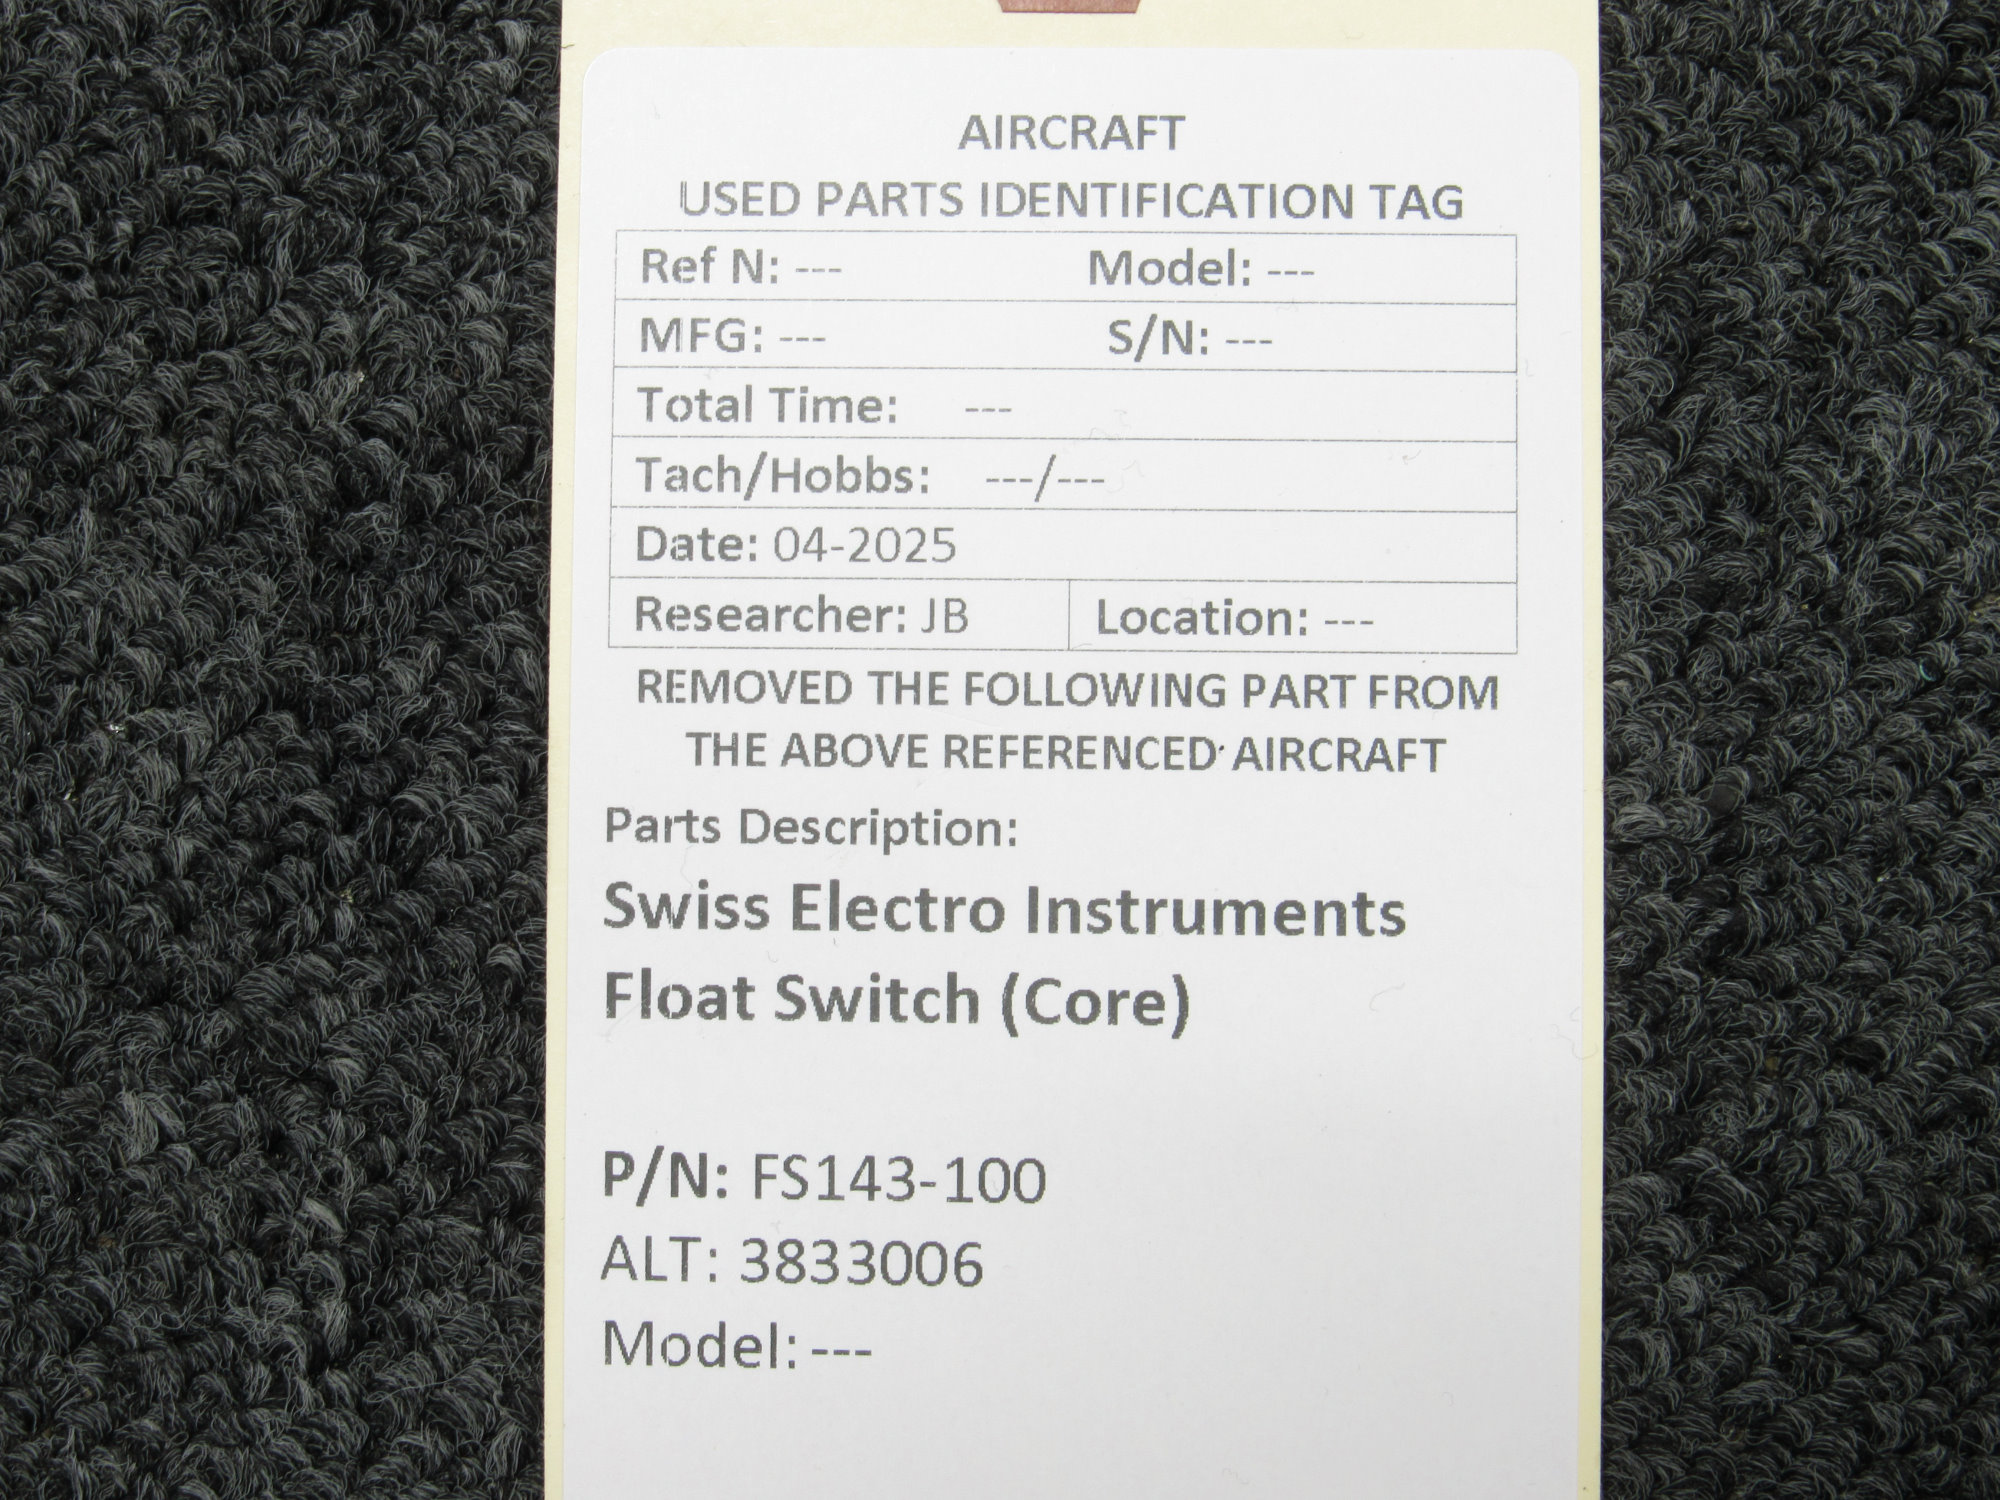 AIRCRAFT
USED PARTS IDENTIFICATION TAG
Ref N: --- Model: ---
MFG: --- S/N: ---
Total Time: ---
Tach/Hobbs: ---/---
Date: 04-2025
Researcher: JB Location: ---
REMOVED THE FOLLOWING PART FROM
THE ABOVE REFERENCED AIRCRAFT
Parts Description:
Swiss Electro Instruments
Float Switch (Core)
P/N: FS143-100
ALT: 3833006
Model: ---